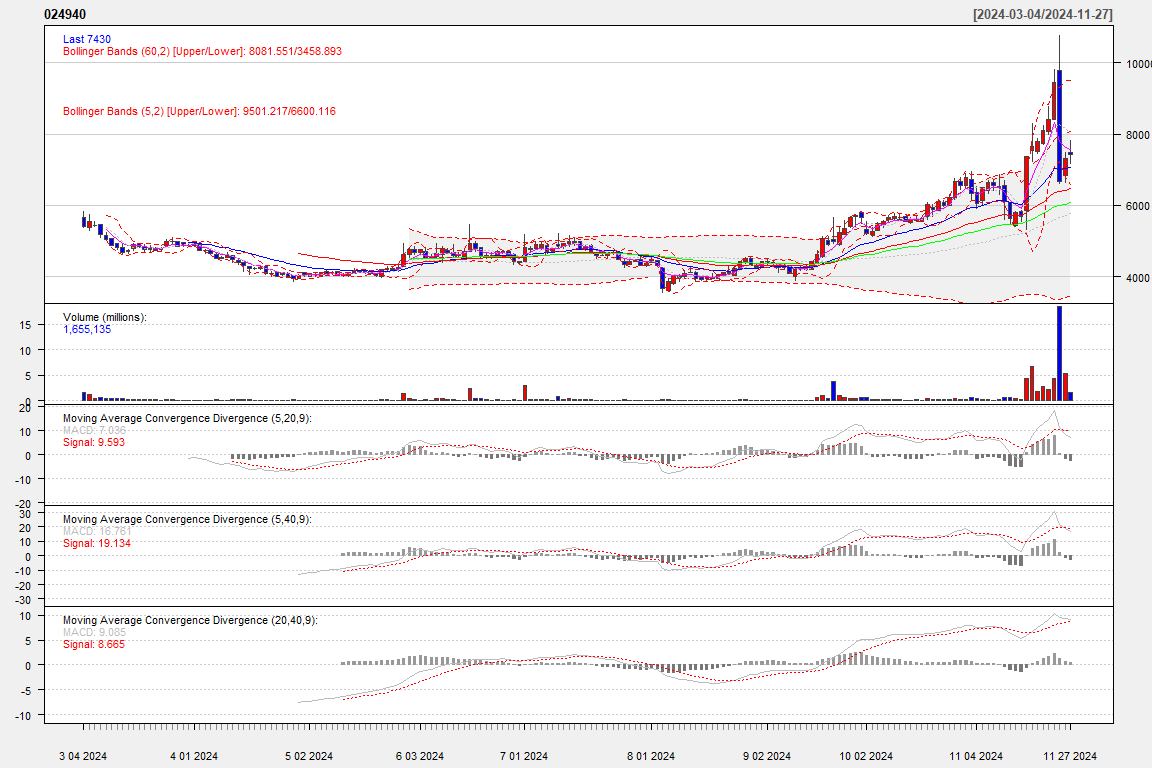 024940
[2024-03-04/2024-11-27]
Last 7430
Bollinger Bands (60,2) [Upper/Lower]: 8081.551/3458.893
Bollinger Bands (5,2) [Upper/Lower]: 9501.217/6600.116
10000
8000
6000
4000
Volume (millions):
1,655,135
15
10
5
0
Moving Average Convergence Divergence (5,20,9):
MACD: 7.036
Signal: 9.593
20
10
0
-10
-20
Moving Average Convergence Divergence (5,40,9):
MACD: 16.761
Signal: 19.134
30
20
10
0
-10
-20
-30
Moving Average Convergence Divergence (20,40,9):
MACD: 9.085
Signal: 8.665
10
5
0
-5
-10
3 04 2024
4 01 2024
5 02 2024
6 03 2024
7 01 2024
8 01 2024
9 02 2024
10 02 2024
11 04 2024
11 27 2024